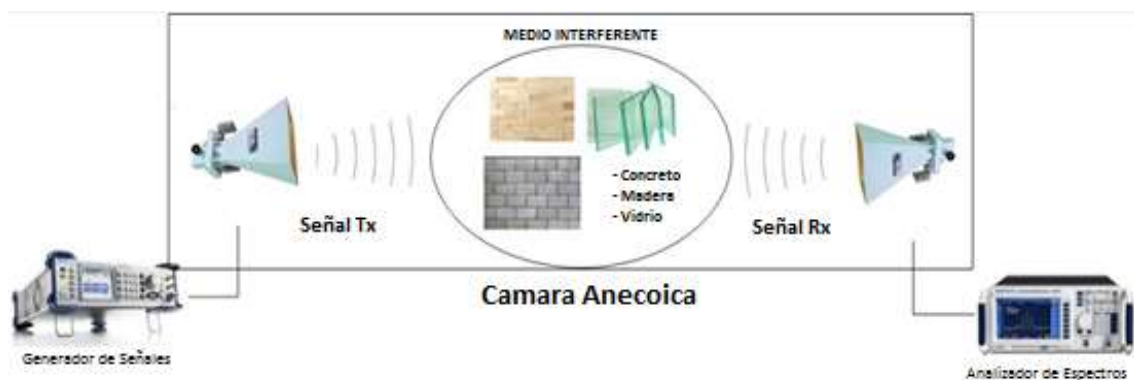 MEDIO INTERFERENTE
- Concreto
- Madera
- Vidrio
Señal Tx
Señal Rx
Camara Anecoica
Generador de Señales
Analizador de Espectros